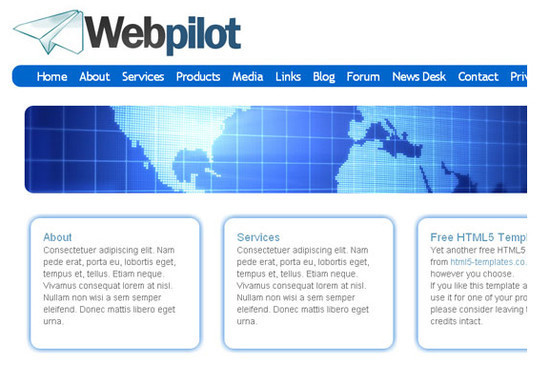 Webpilot
Home About Services Products Media Links Blog Forum News Desk Contact
About
Consectetuer adipiscing elit. Nam
pede erat, porta eu, lobortis eget,
tempus et, tellus. Etiam neque.
Vivamus consequat lorem at nisl.
Nullam non wisi a sem semper
eleifend. Donec mattis libero eget
urna.
Services
Consectetuer adipiscing elit. Nam
pede erat, porta eu, lobortis eget,
tempus et, tellus. Etiam neque.
Vivamus consequat lorem at nisl.
Nullam non wisi a sem semper
eleifend. Donec mattis libero eget
urna.
Free HTML5 Templ
Yet another free HTML5
from html5-templates.co.
however you choose.
If you like this template a
use it for one of your pro
please consider leaving t
credits intact.